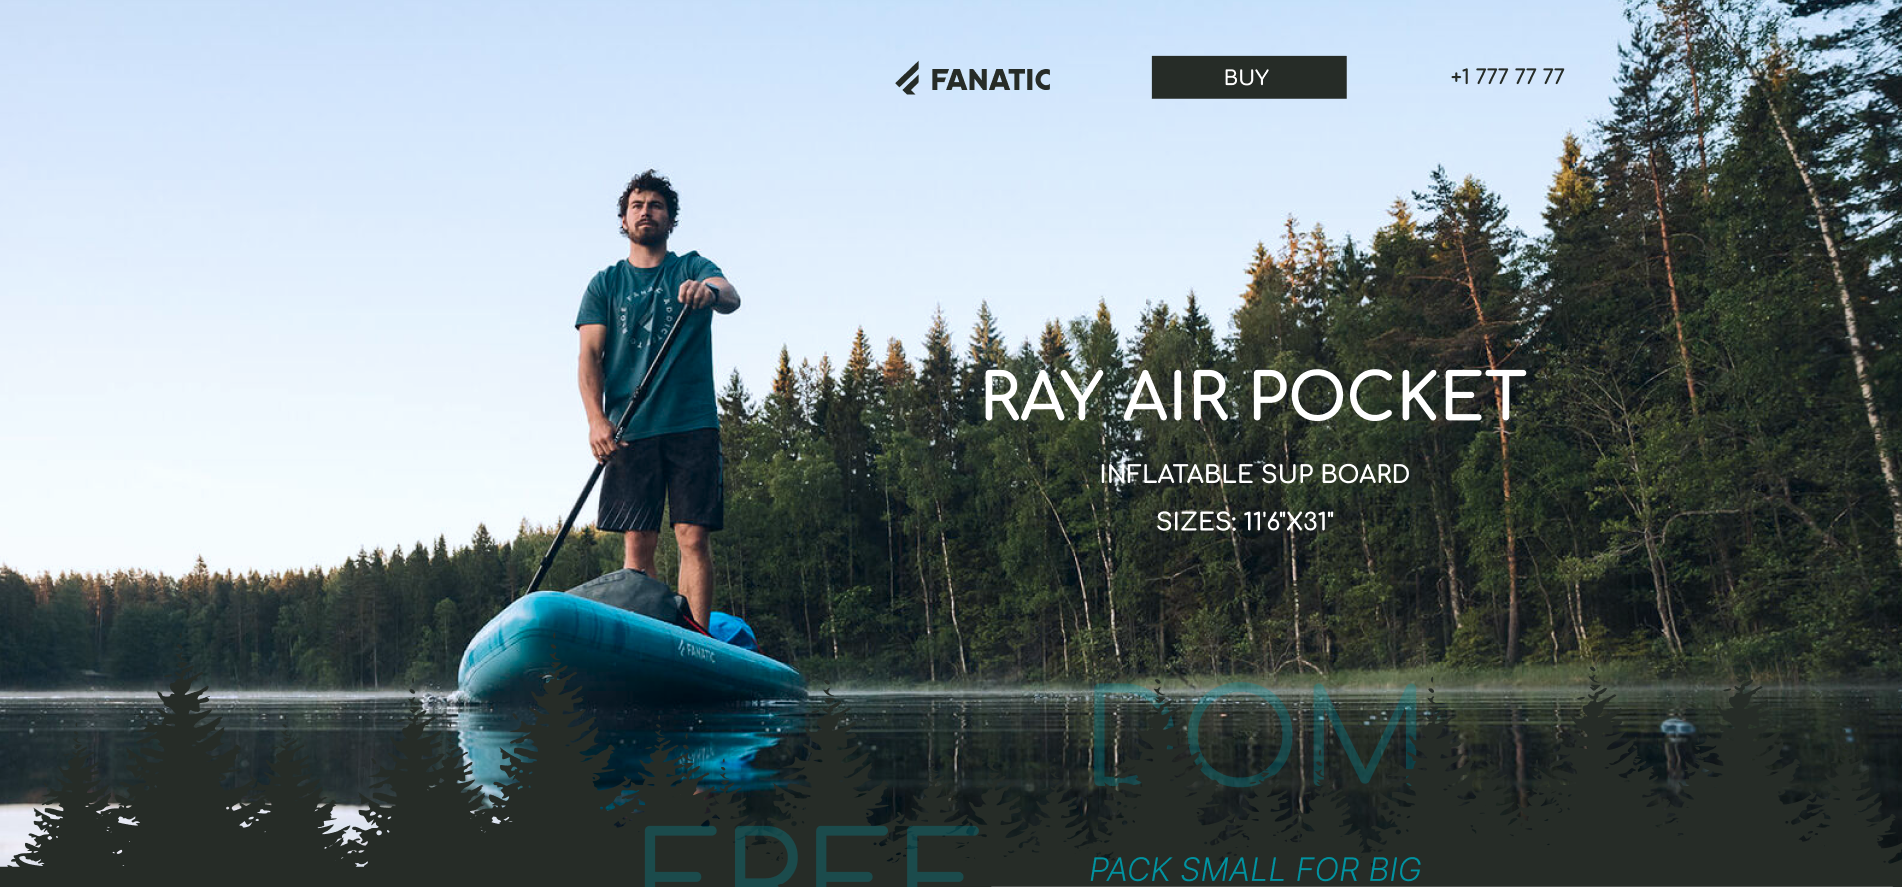 FANATIC
BUY
+1 777 77 77
RAY AIR POCKET
INFLATABLE SUP BOARD
SIZES: 11'6"X31"
FANATIC
DOM
FREE
PACK SMALL FOR BIG